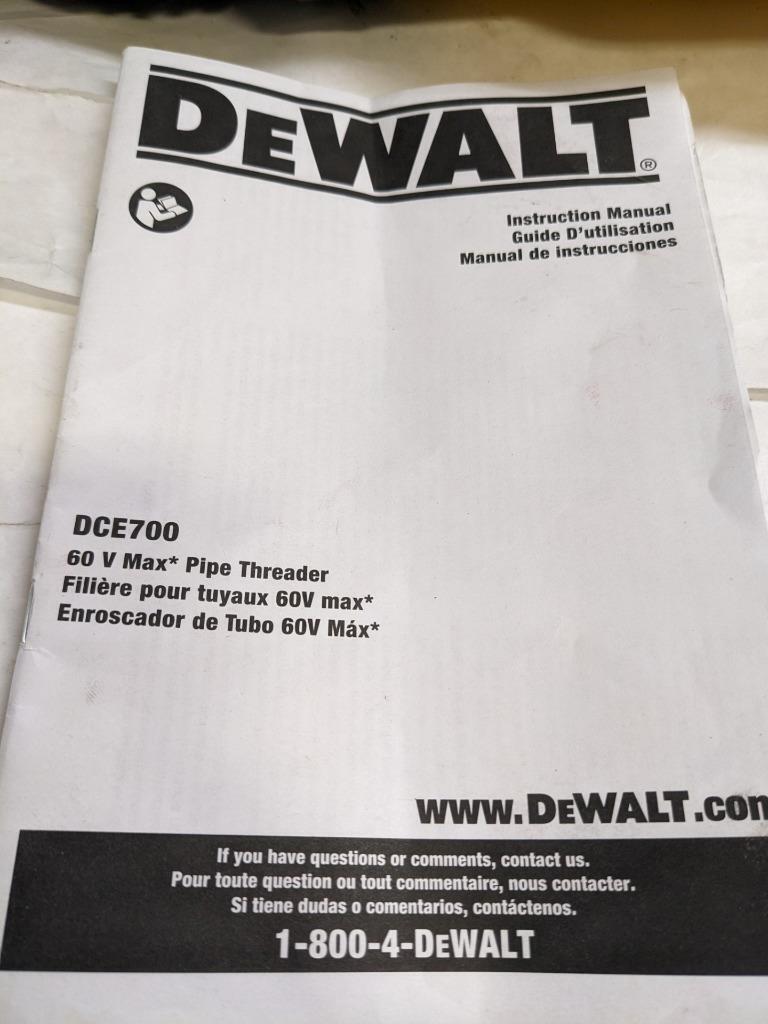 DEWALT®
Instruction Manual
Guide D'utilisation
Manual de instrucciones
DCE700
60 V Max* Pipe Threader
Filière pour tuyaux 60V max*
Enroscador de Tubo 60V Máx*
www.DEWALT.com
If you have questions or comments, contact us.
Pour toute question ou tout commentaire, nous contacter.
Si tiene dudas o comentarios, contáctenos.
1-800-4-DEWALT